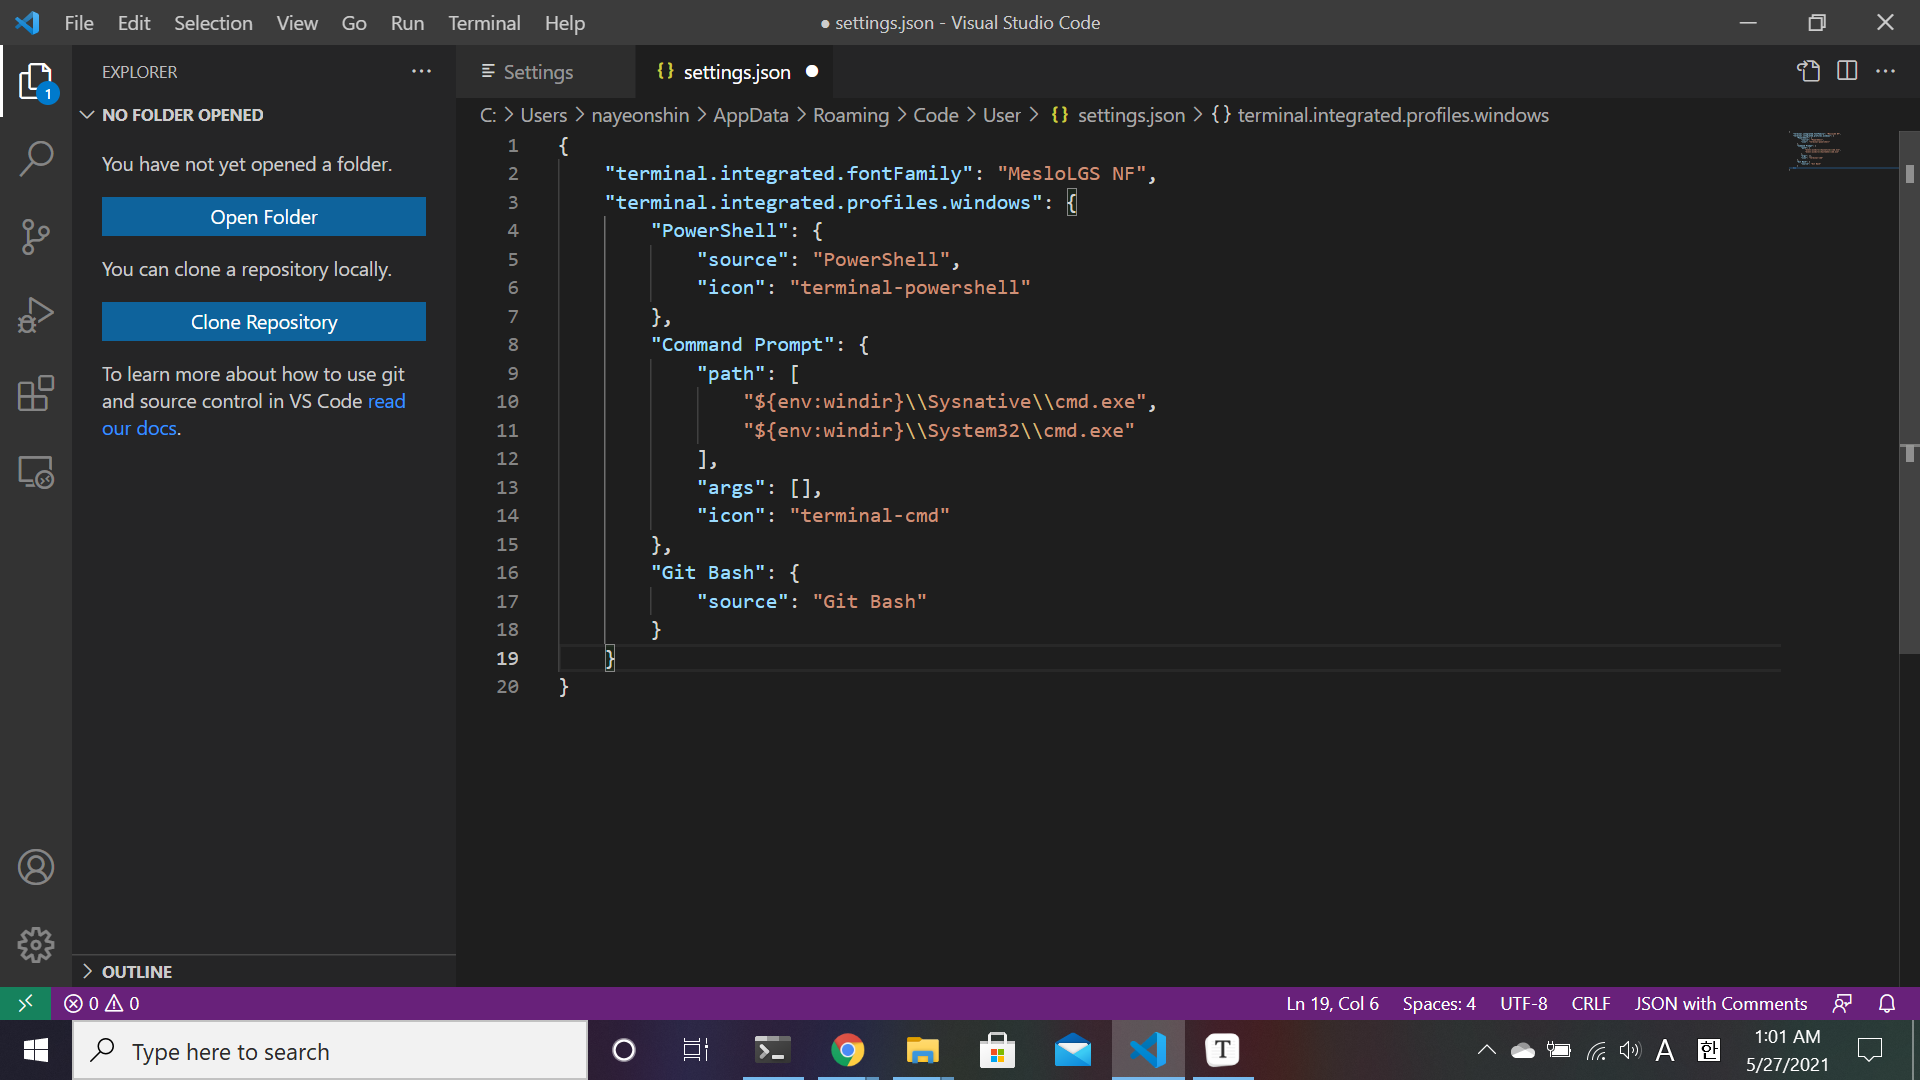 File Edit Selection View Go Run Terminal Help
● settings.json - Visual Studio Code
EXPLORER
NO FOLDER OPENED
You have not yet opened a folder.
Open Folder
You can clone a repository locally.
Clone Repository
To learn more about how to use git
and source control in VS Code read
our docs.
OUTLINE
1
Settings
{} settings.json
C: > Users > nayeonshin > AppData > Roaming > Code > User > {} settings.json > {} terminal.integrated.profiles.windows
1 {
2 "terminal.integrated.fontFamily": "MesloLGS NF",
3 "terminal.integrated.profiles.windows": {
4 "PowerShell": {
5 "source": "PowerShell",
6 "icon": "terminal-powershell"
7 },
8 "Command Prompt": {
9 "path": [
10 "${env:windir}\\Sysnative\\cmd.exe",
11 "${env:windir}\\System32\\cmd.exe"
12 ],
13 "args": [],
14 "icon": "terminal-cmd"
15 },
16 "Git Bash": {
17 "source": "Git Bash"
18 }
19 }
20 }
0 0
Ln 19, Col 6 Spaces: 4 UTF-8 CRLF JSON with Comments
Type here to search
T
A
한
1:01 AM
5/27/2021